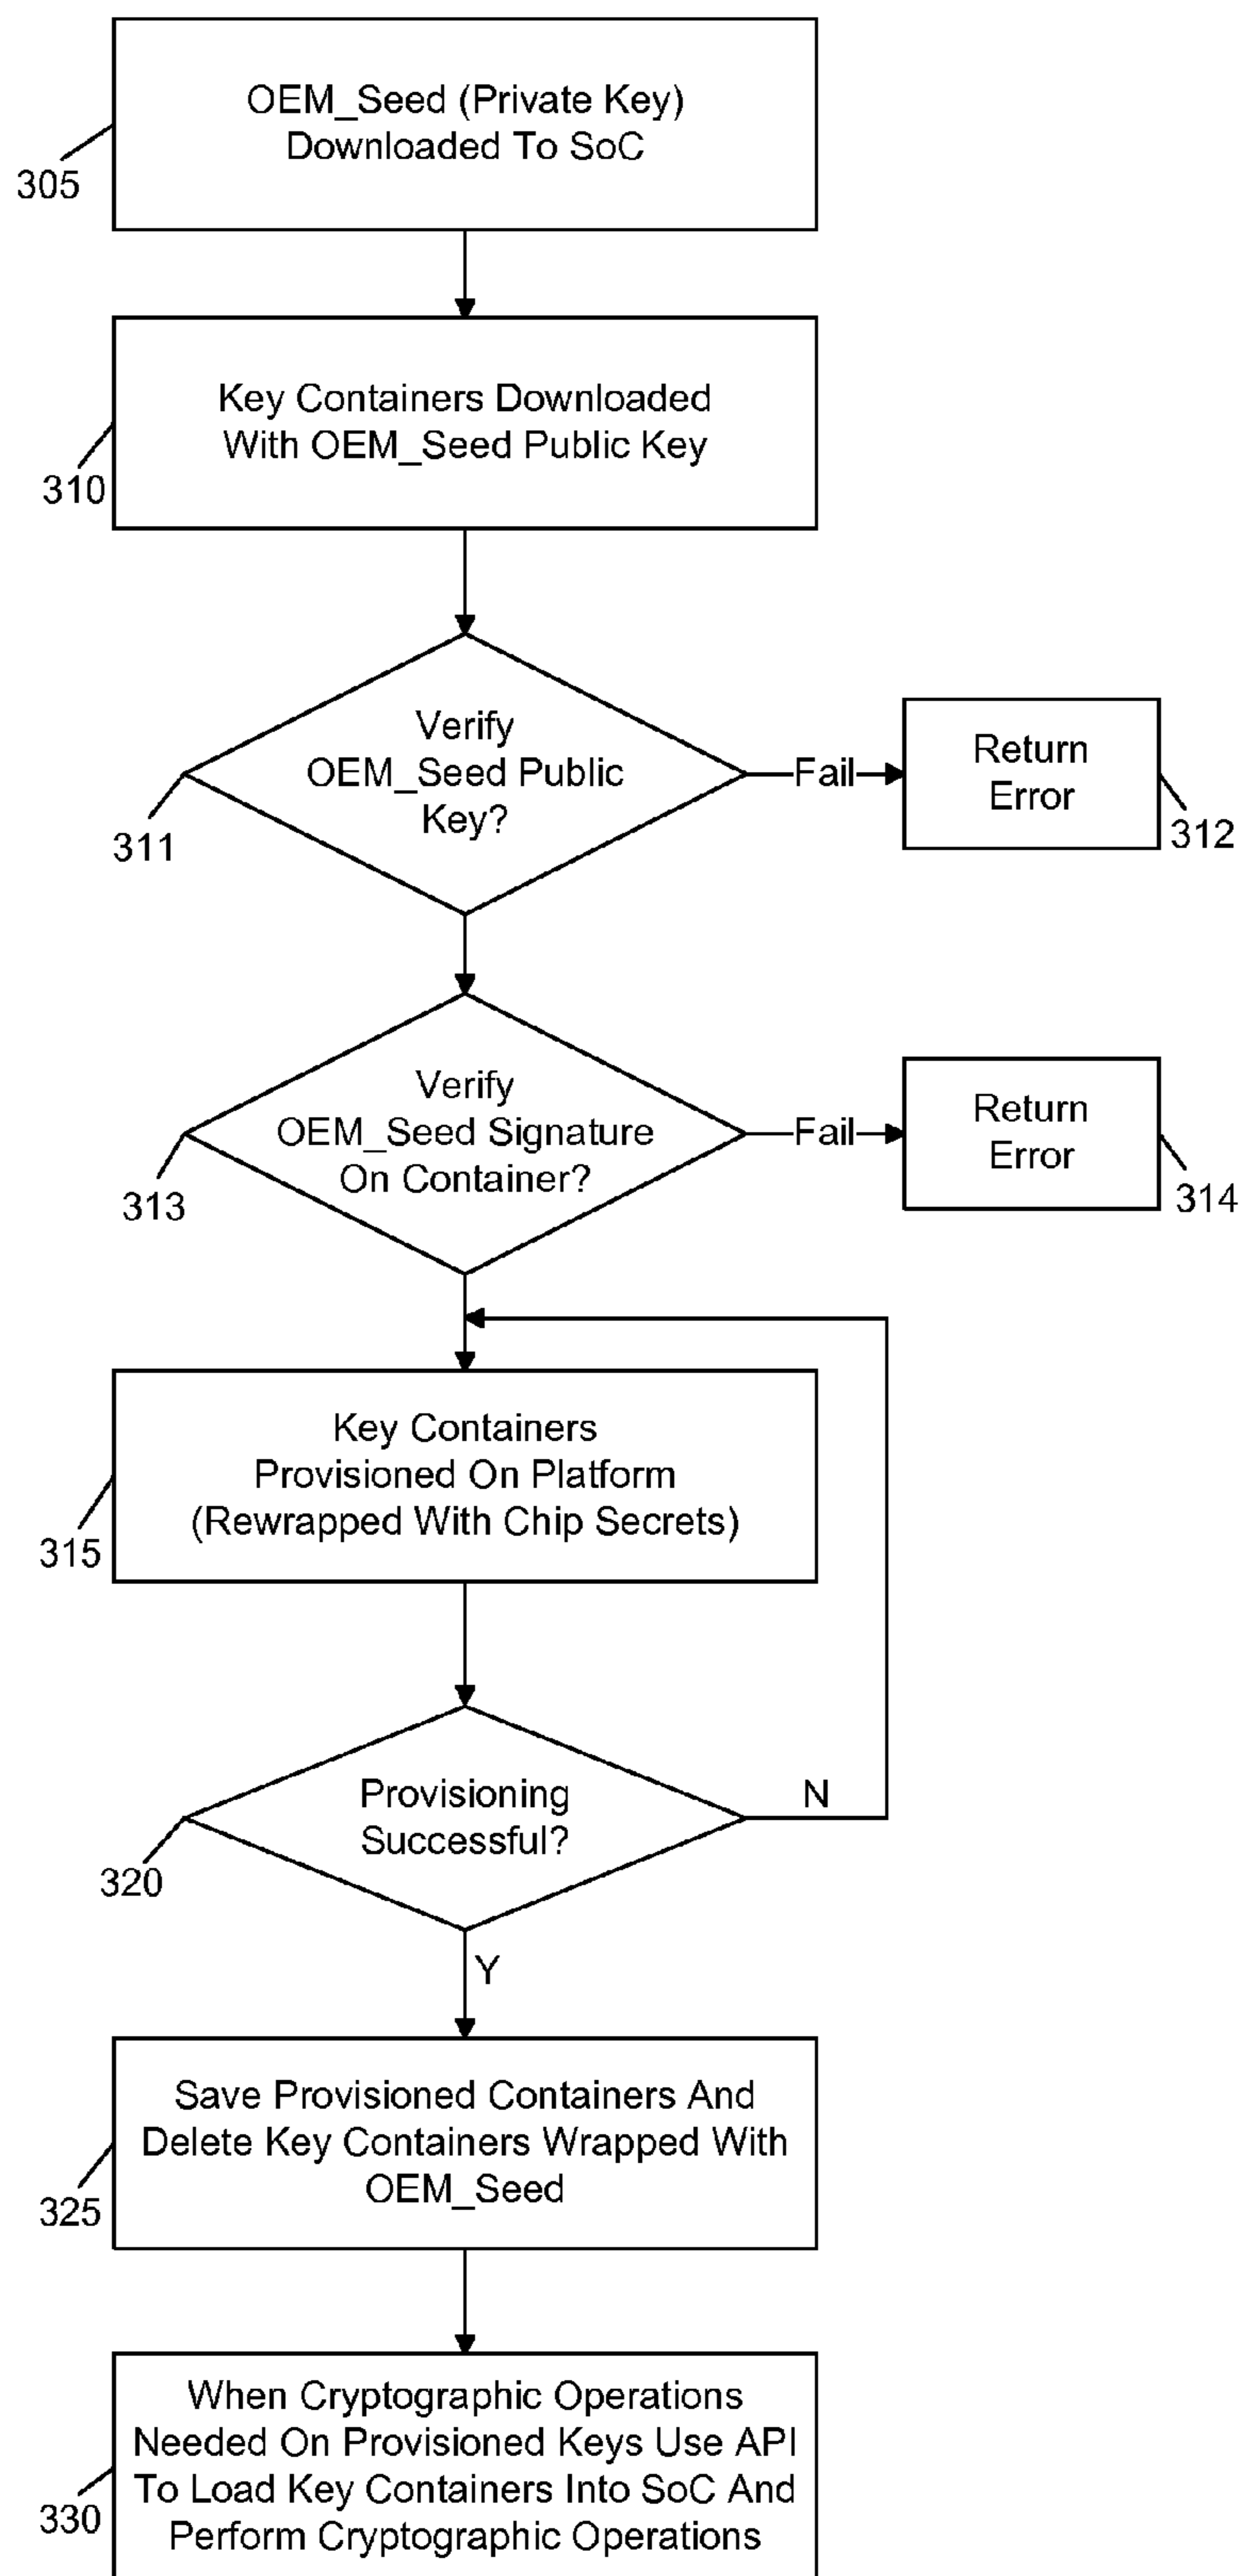 OEM_Seed (Private Key)
Downloaded To SoC
305
Key Containers Downloaded
With OEM_Seed Public Key
310
Verify
OEM_Seed Public
Key?
311
Fail
Return
Error
312
Verify
OEM_Seed Signature
On Container?
313
Fail
Return
Error
314
Key Containers
Provisioned On Platform
(Rewrapped With Chip Secrets)
315
Provisioning
Successful?
320
N
Y
Save Provisioned Containers And
Delete Key Containers Wrapped With
OEM_Seed
325
When Cryptographic Operations
Needed On Provisioned Keys Use API
To Load Key Containers Into SoC And
Perform Cryptographic Operations
330